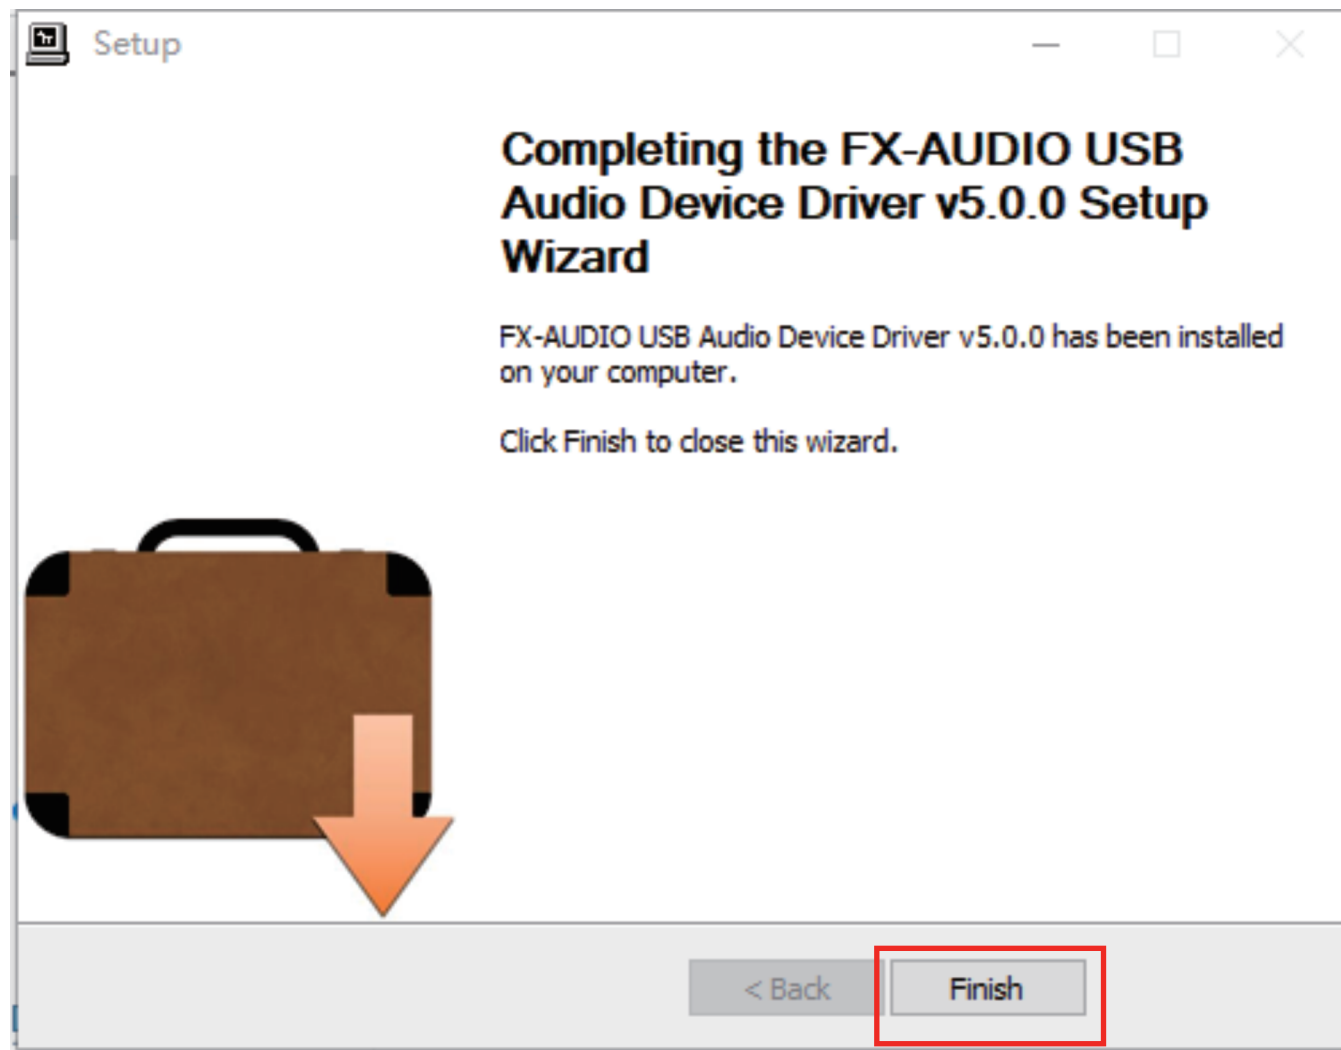 Setup
Completing the FX-AUDIO USB
Audio Device Driver v5.0.0 Setup
Wizard
FX-AUDIO USB Audio Device Driver v5.0.0 has been installed
on your computer.
Click Finish to close this wizard.
< Back
Finish